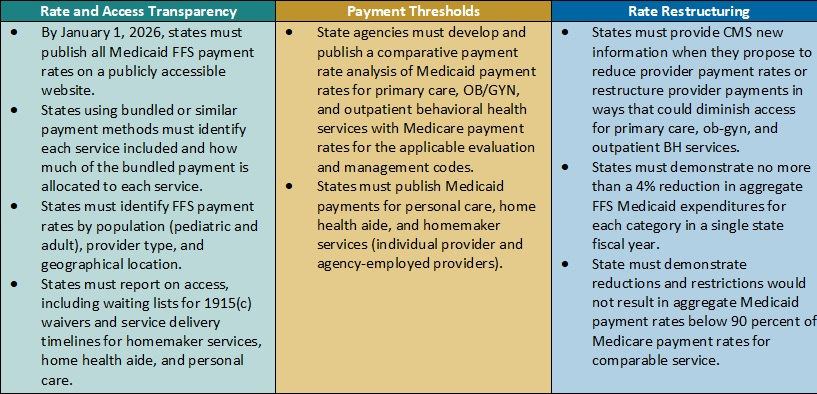 Rate and Access Transparency
• By January 1, 2026, states must
publish all Medicaid FFS payment
rates on a publicly accessible
website.
• States using bundled or similar
payment methods must identify
each service included and how
much of the bundled payment is
allocated to each service.
• States must identify FFS payment
rates by population (pediatric and
adult), provider type, and
geographical location.
• States must report on access,
including waiting lists for 1915(c)
waivers and service delivery
timelines for homemaker services,
home health aide, and personal
care.
Payment Thresholds
• State agencies must develop and
publish a comparative payment
rate analysis of Medicaid payment
rates for primary care, OB/GYN,
and outpatient behavioral health
services with Medicare payment
rates for the applicable evaluation
and management codes.
• States must publish Medicaid
payments for personal care, home
health aide, and homemaker
services (individual provider and
agency-employed providers).
Rate Restructuring
• States must provide CMS new
information when they propose to
reduce provider payment rates or
restructure provider payments in
ways that could diminish access
for primary care, ob-gyn, and
outpatient BH services.
• States must demonstrate no more
than a 4% reduction in aggregate
FFS Medicaid expenditures for
each category in a single state
fiscal year.
• State must demonstrate
reductions and restrictions would
not result in aggregate Medicaid
payment rates below 90 percent of
Medicare payment rates for
comparable service.